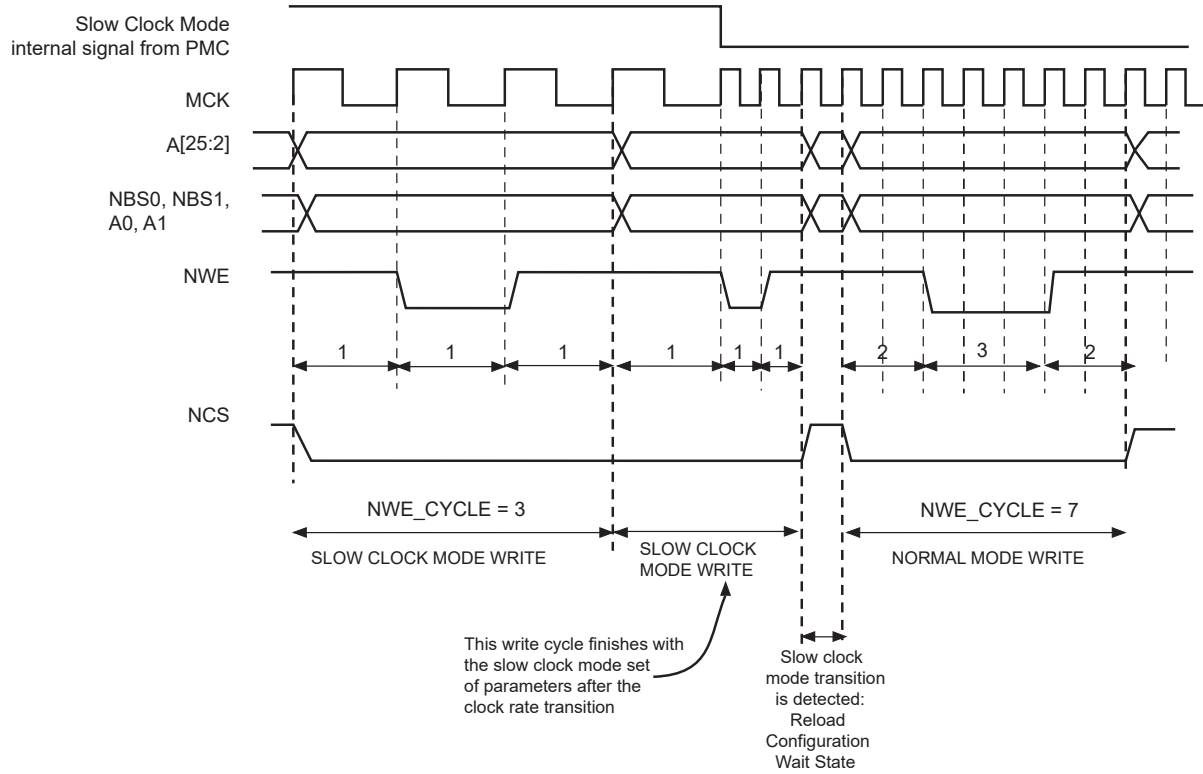 Slow Clock Mode
internal signal from PMC
MCK
A[25:2]
NBS0, NBS1,
A0, A1
NWE
1 1 1 1 1 1 2 3 2
NCS
NWE_CYCLE = 3
NWE_CYCLE = 7
SLOW CLOCK MODE WRITE
SLOW CLOCK
MODE WRITE
NORMAL MODE WRITE
This write cycle finishes with
the slow clock mode set
of parameters after the
clock rate transition
Slow clock
mode transition
is detected:
Reload
Configuration
Wait State